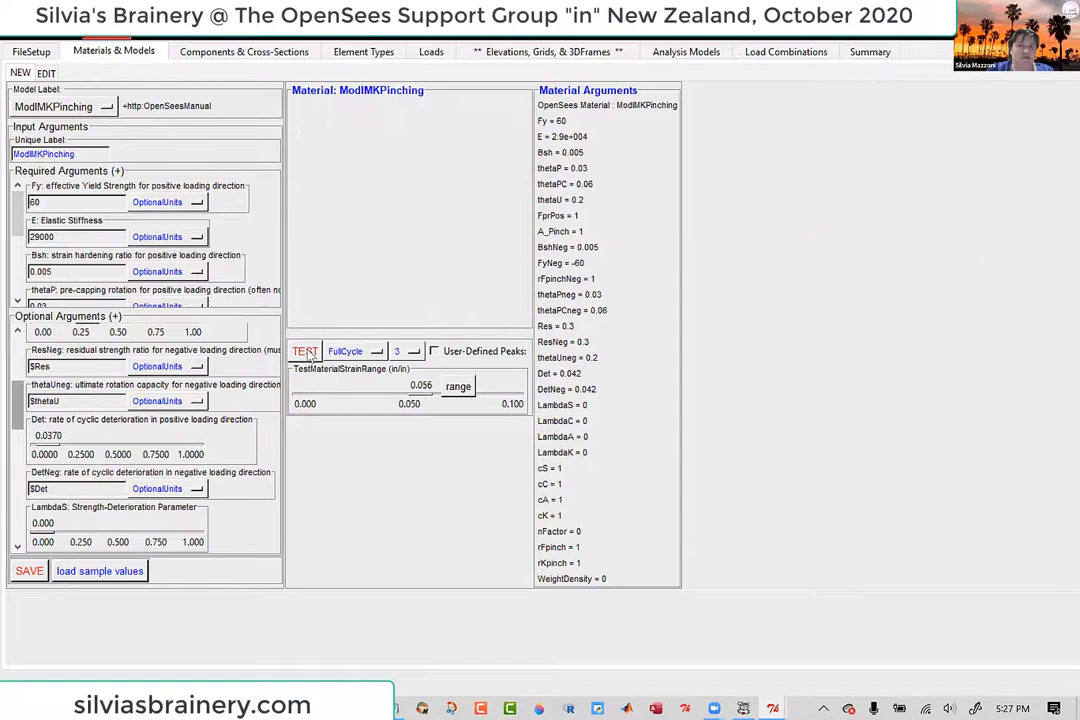 Silvia's Brainery @ The OpenSees Support Group "in" New Zealand, October 2020
Silvia Mazzoni
FileSetup
Materials & Models
Components & Cross-Sections
Element Types
Loads
** Elevations, Grids, & 3DFrames **
Analysis Models
Load Combinations
Summary
NEW
EDIT
Model Label:
ModIMKPinching
+http:OpenSeesManual
Input Arguments
Unique Label:
ModIMKPinching
Required Arguments (+)
Fy: effective Yield Strength for positive loading direction
60
OptionalUnits
E: Elastic Stiffness
29000
OptionalUnits
Bsh: strain hardening ratio for positive loading direction
0.005
OptionalUnits
thetaP: pre-capping rotation for positive loading direction (often no
0.03
OptionalUnits
Optional Arguments (+)
0.00 0.25 0.50 0.75 1.00
ResNeg: residual strength ratio for negative loading direction (mus
$Res
OptionalUnits
thetaUneg: ultimate rotation capacity for negative loading direction
$thetaU
OptionalUnits
Det: rate of cyclic deterioration in positive loading direction
0.0370
0.0000 0.2500 0.5000 0.7500 1.0000
DetNeg: rate of cyclic deterioration in negative loading direction
$Det
OptionalUnits
LambdaS: Strength-Deterioration Parameter
0.000
0.000 0.250 0.500 0.750 1.000
SAVE
load sample values
Material: ModIMKPinching
TEST
FullCycle
3
User-Defined Peaks:
TestMaterialStrainRange (in/in)
0.056
range
0.000 0.050 0.100
Material Arguments
OpenSees Material : ModIMKPinching
Fy = 60
E = 2.9e+004
Bsh = 0.005
thetaP = 0.03
thetaPC = 0.06
thetaU = 0.2
FprPos = 1
A_Pinch = 1
BshNeg = 0.005
FyNeg = -60
rFpinchNeg = 1
thetaPneg = 0.03
thetaPCneg = 0.06
Res = 0.3
ResNeg = 0.3
thetaUneg = 0.2
Det = 0.042
DetNeg = 0.042
LambdaS = 0
LambdaC = 0
LambdaA = 0
LambdaK = 0
cS = 1
cC = 1
cA = 1
cK = 1
nFactor = 0
rFpinch = 1
rKpinch = 1
WeightDensity = 0
silviasbrainery.com
5:27 PM